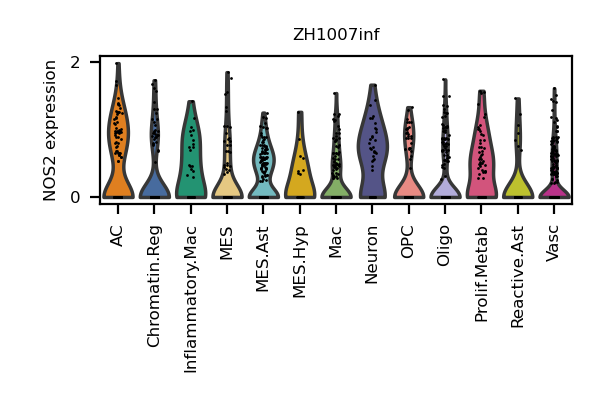 ZH1007inf
NOS2 expression
2
0
AC
Chromatin.Reg
Inflammatory.Mac
MES
MES.Ast
MES.Hyp
Mac
Neuron
OPC
Oligo
Prolif.Metab
Reactive.Ast
Vasc